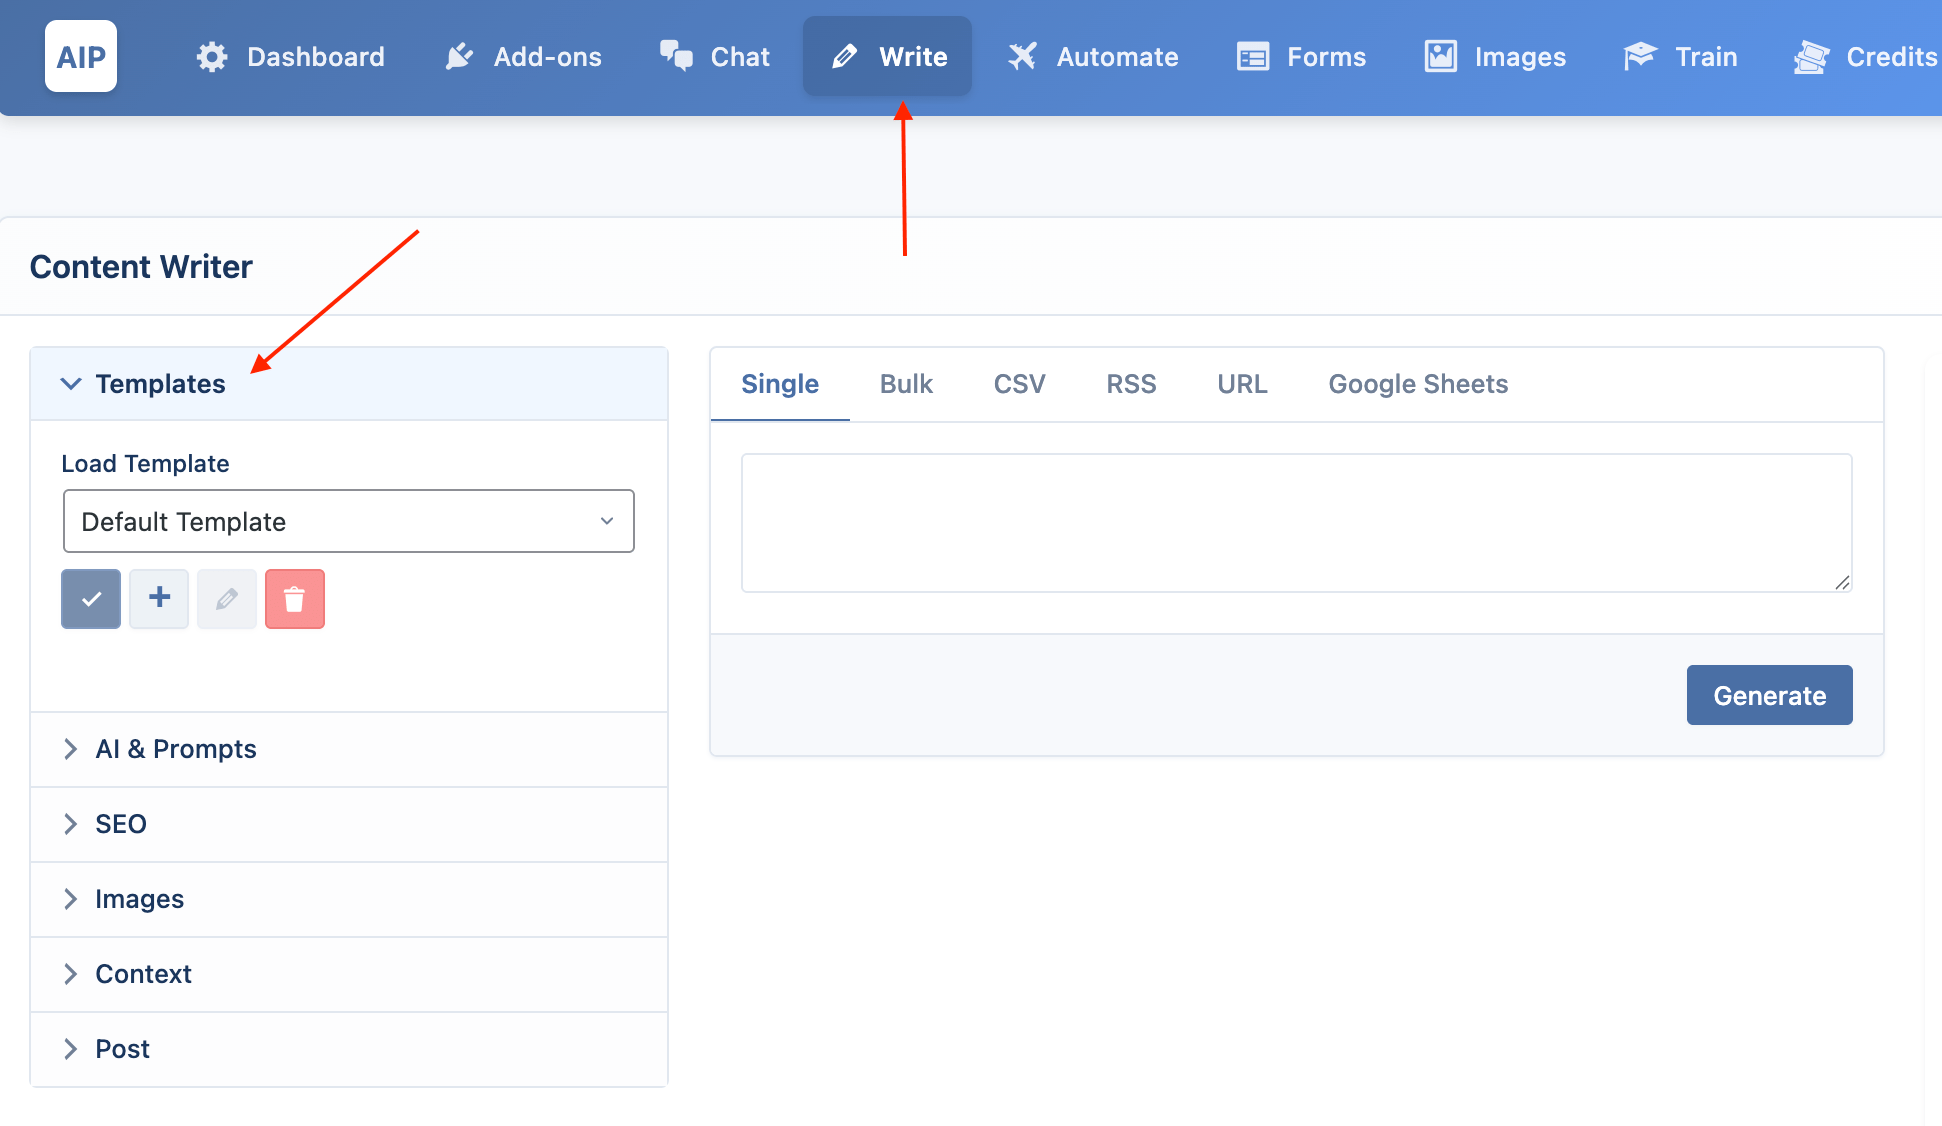 AIP Dashboard Add-ons Chat Write Automate Forms Images Train Credits
Content Writer
Templates
Load Template
Default Template
AI & Prompts
SEO
Images
Context
Post
Single Bulk CSV RSS URL Google Sheets
Generate